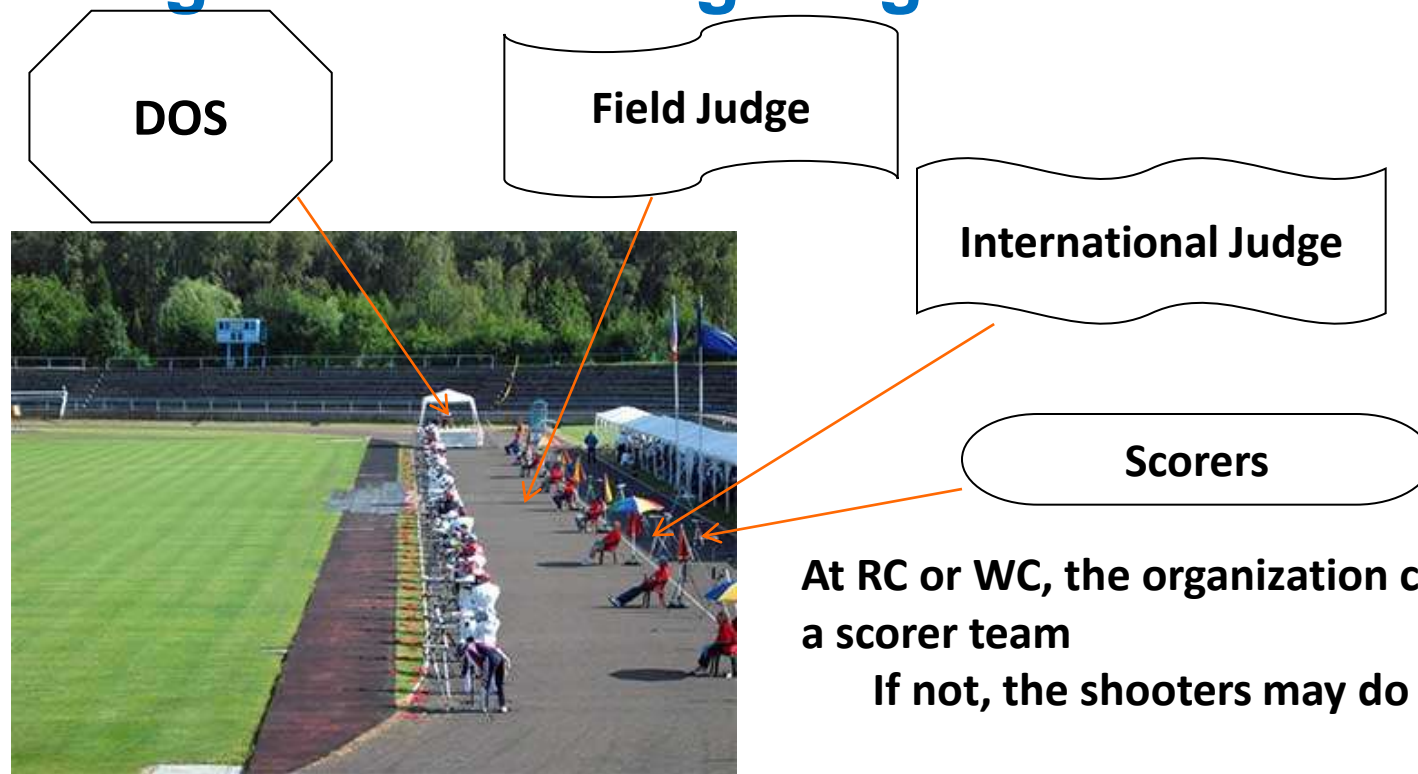 DOS
Field Judge
International Judge
Scorers
At RC or WC, the organization
a scorer team
If not, the shooters may do